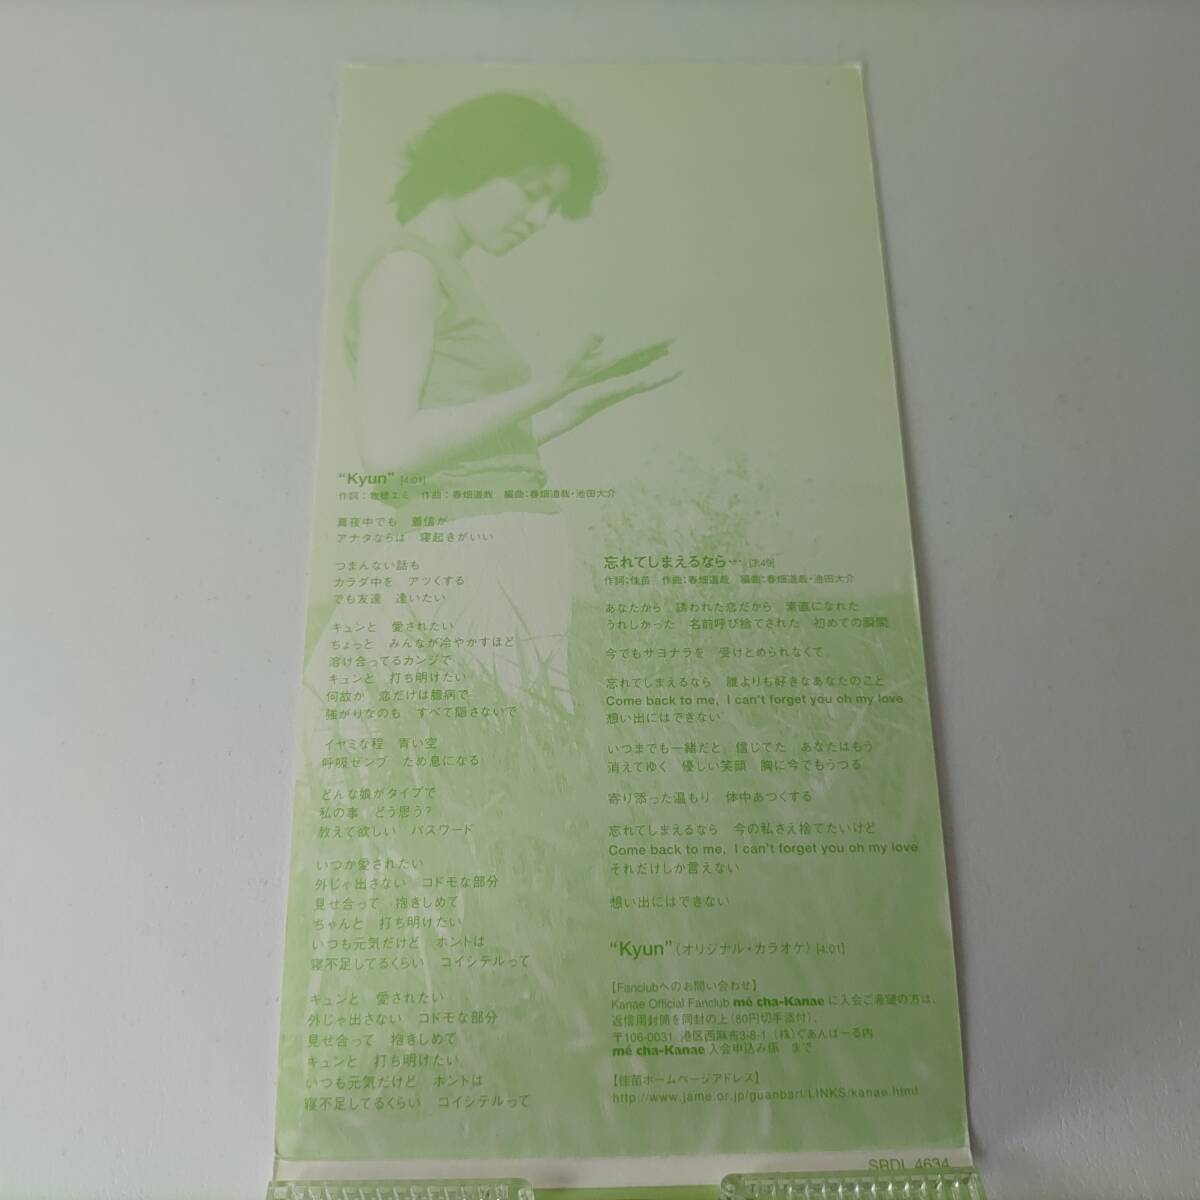 "Kyun" [4:01]
作詞:敷穂エミ 作曲:春畑道哉 編曲:春畑道哉・池田大介
真夜中でも 着信が
アナタならは 寝起きがいい
つまんない話も
カラダ中を アツくする
でも友達 逢いたい
キュンと 愛されたい
ちょっと みんなが冷やかすほど
溶け合ってるカンジで
キュンと 打ち明けたい
何故か 恋だけは臆病で
強がりなのも すべて隠さないで
イヤミな程 青い空
呼吸ゼンブ ため息になる
どんな娘がタイプで
私の事 どう思う?
教えて欲しい パスワード
いつか愛されたい
外じゃ出さない コドモな部分
見せ合って 抱きしめて
ちゃんと 打ち明けたい
いつも元気だけど ホントは
寝不足してるくらい コイシテルって
キュンと 愛されたい
外じゃ出さない コドモな部分
見せ合って 抱きしめて
キュンと 打ち明けたい
いつも元気だけど ホントは
寝不足してるくらい コイシテルって
忘れてしまえるなら… [3:49]
作詞:佳苗 作曲:春畑道哉 編曲:春畑道哉・池田大介
あなたから 誘われた恋だから 素直になれた
うれしかった 名前呼び捨てされた 初めての瞬間
今でもサヨナラを 受けとめられなくて
忘れてしまえるなら 誰よりも好きなあなたのこと
Come back to me, I can't forget you oh my love
想い出にはできない
いつまでも一緒だと 信じてた あなたはもう
消えてゆく 優しい笑顔 胸に今でもうつる
寄り添った温もり 体中あつくする
忘れてしまえるなら 今の私さえ捨てたいけど
Come back to me, I can't forget you oh my love
それだけしか言えない
想い出にはできない
"Kyun"(オリジナル・カラオケ) [4:01]
【Fanclubへのお問い合わせ】
Kanae Official Fanclub mé cha-Kanae に入会ご希望の方は、
返信用封筒を同封の上(80円切手添付)、
〒106-0031 港区西麻布3-8-1 (株)ぐあんばーる内
mé cha-Kanae 入会申込み係 まで
【佳苗ホームページアドレス】
http://www.jame.or.jp/guanbarl/LINKS/kanae.html
SRDL 4634